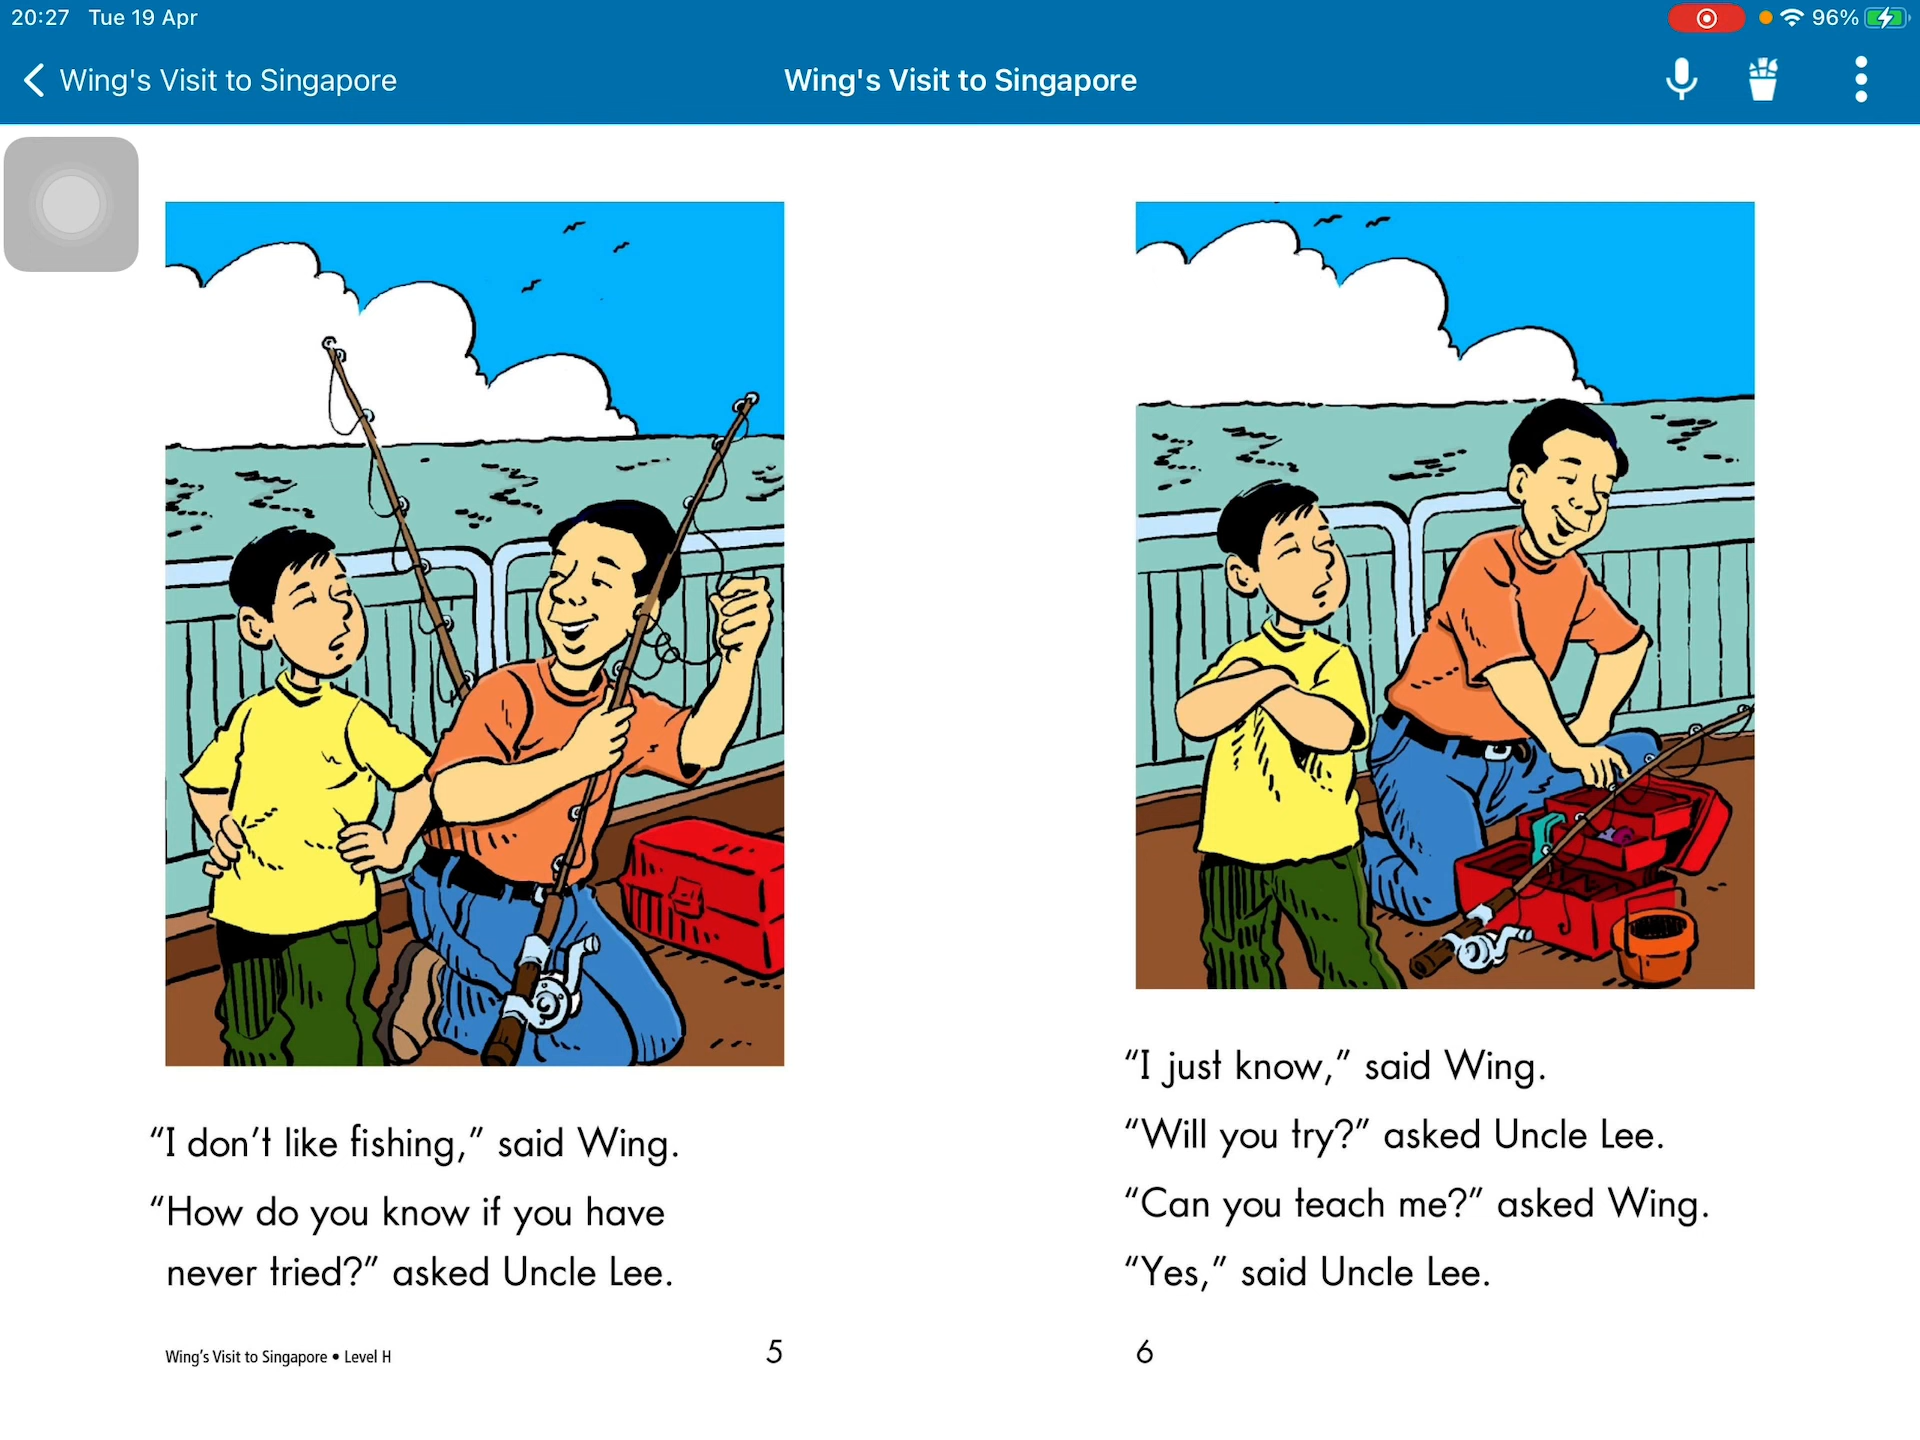 20:27 Tue 19 Apr
96%
Wing's Visit to Singapore
Wing's Visit to Singapore
“I don’t like fishing,” said Wing.
“How do you know if you have
never tried?” asked Uncle Lee.
Wing’s Visit to Singapore • Level H
5
“I just know,” said Wing.
“Will you try?” asked Uncle Lee.
“Can you teach me?” asked Wing.
“Yes,” said Uncle Lee.
6